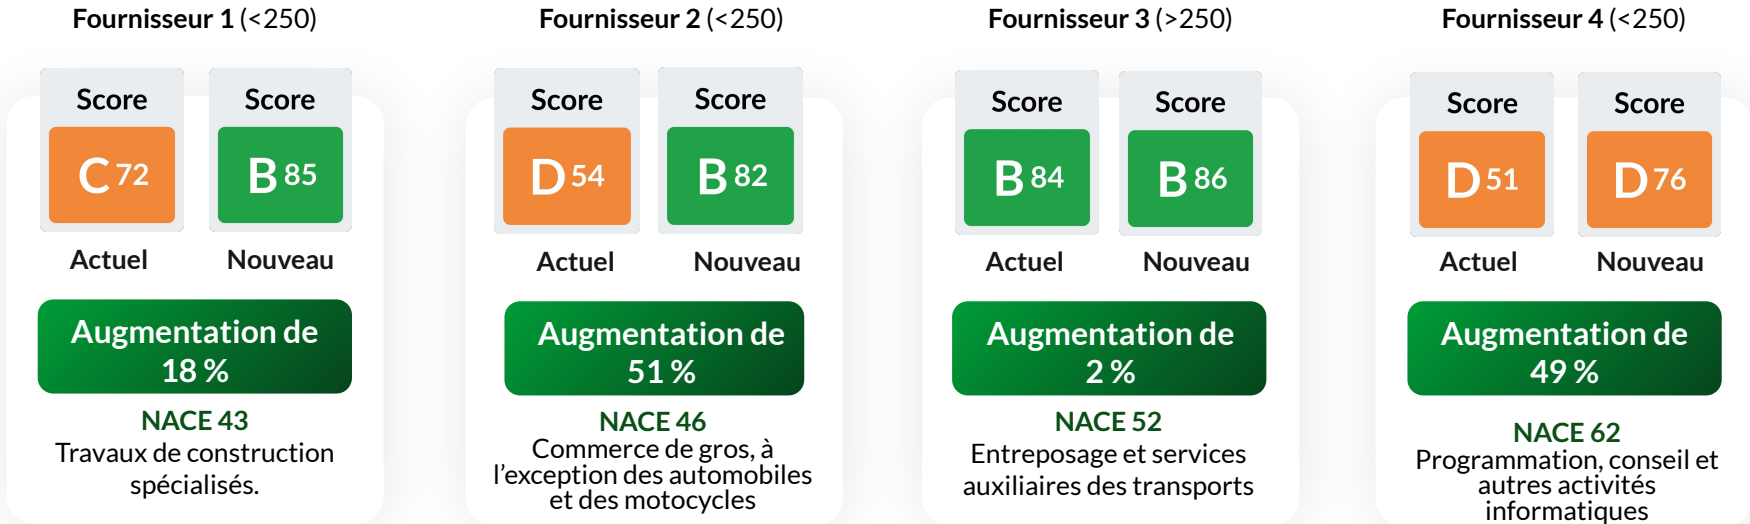 Fournisseur 1 (<250)
Score
Score
C 72
B 85
Actuel
Nouveau
Augmentation de
18 %
NACE 43
Travaux de construction
spécialisés.
Fournisseur 2 (<250)
Score
Score
D 54
B 82
Actuel
Nouveau
Augmentation de
51 %
NACE 46
Commerce de gros, à
l’exception des automobiles
et des motocycles
Fournisseur 3 (>250)
Score
Score
B 84
B 86
Actuel
Nouveau
Augmentation de
2 %
NACE 52
Entreposage et services
auxiliaires des transports
Fournisseur 4 (<250)
Score
Score
D 51
D 76
Actuel
Nouveau
Augmentation de
49 %
NACE 62
Programmation, conseil et
autres activités
informatiques